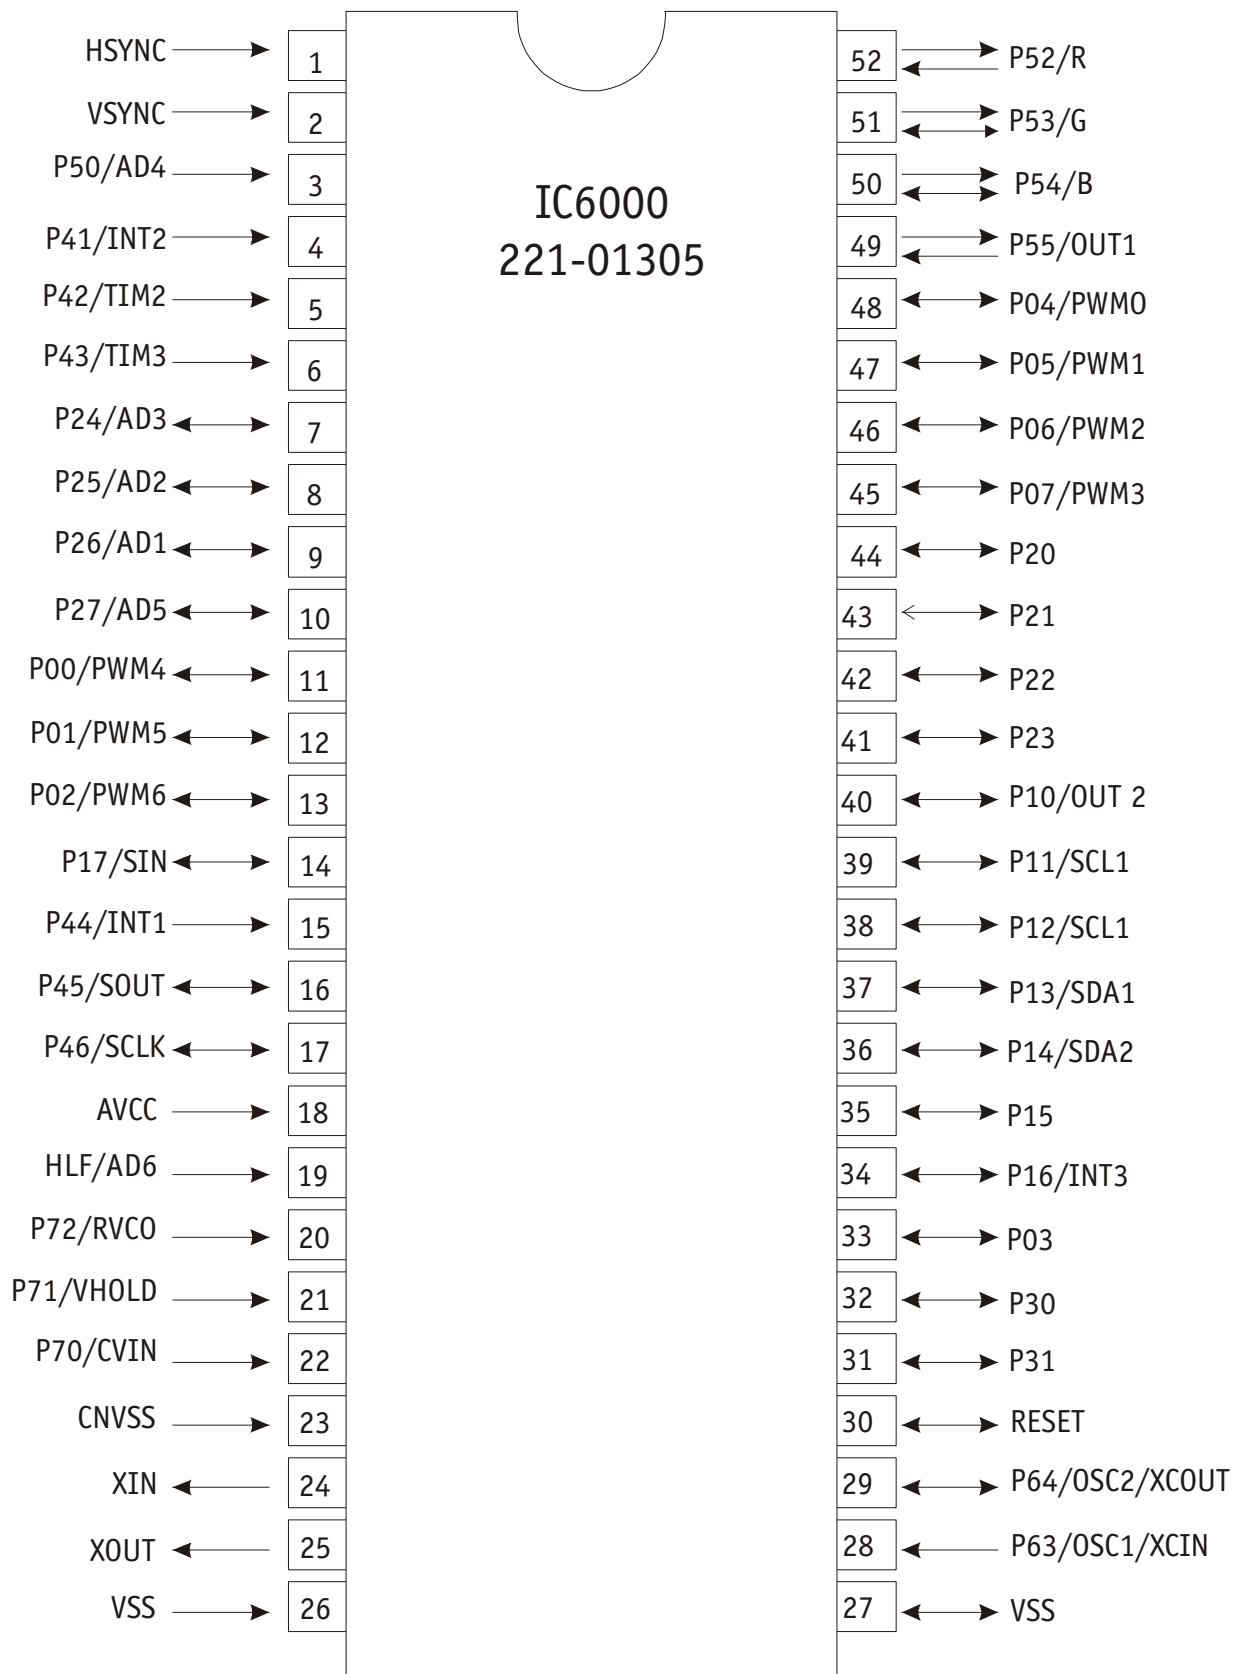 HSYNC 1
VSYNC 2
P50/AD4 3
P41/INT2 4
P42/TIM2 5
P43/TIM3 6
P24/AD3 7
P25/AD2 8
P26/AD1 9
P27/AD5 10
P00/PWM4 11
P01/PWM5 12
P02/PWM6 13
P17/SIN 14
P44/INT1 15
P45/SOUT 16
P46/SCLK 17
AVCC 18
HLF/AD6 19
P72/RVCO 20
P71/VHOLD 21
P70/CVIN 22
CNVSS 23
XIN 24
XOUT 25
VSS 26
IC6000
221-01305
52 P52/R
51 P53/G
50 P54/B
49 P55/OUT1
48 P04/PWM0
47 P05/PWM1
46 P06/PWM2
45 P07/PWM3
44 P20
43 P21
42 P22
41 P23
40 P10/OUT 2
39 P11/SCL1
38 P12/SCL1
37 P13/SDA1
36 P14/SDA2
35 P15
34 P16/INT3
33 P03
32 P30
31 P31
30 RESET
29 P64/OSC2/XCOUT
28 P63/OSC1/XCIN
27 VSS